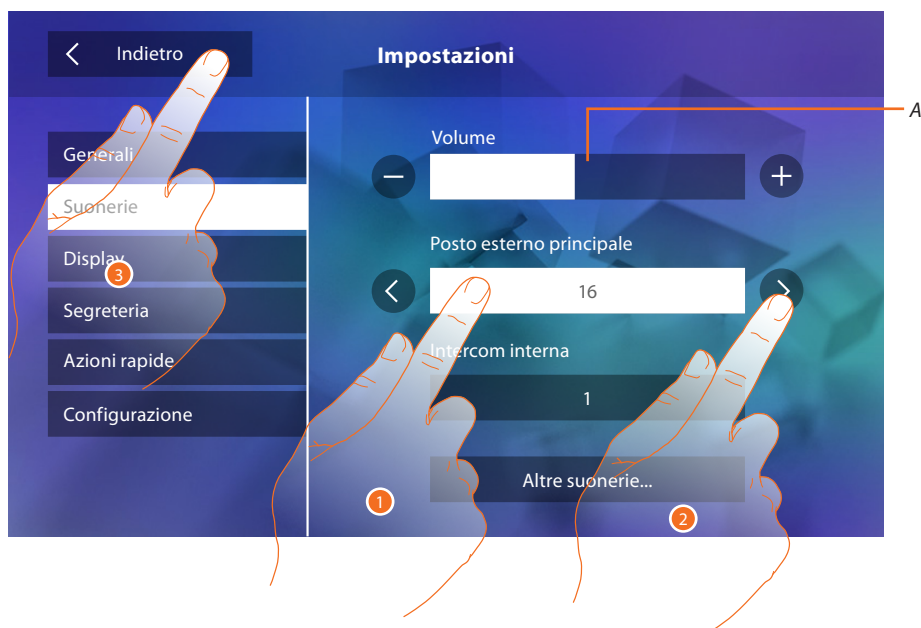 Indietro
Impostazioni
A
Generali
Suonerie
Display
Segreteria
Azioni rapide
Configurazione
Volume
Posto esterno principale
16
Intercom interna
1
Altre suonerie...
3
1
2